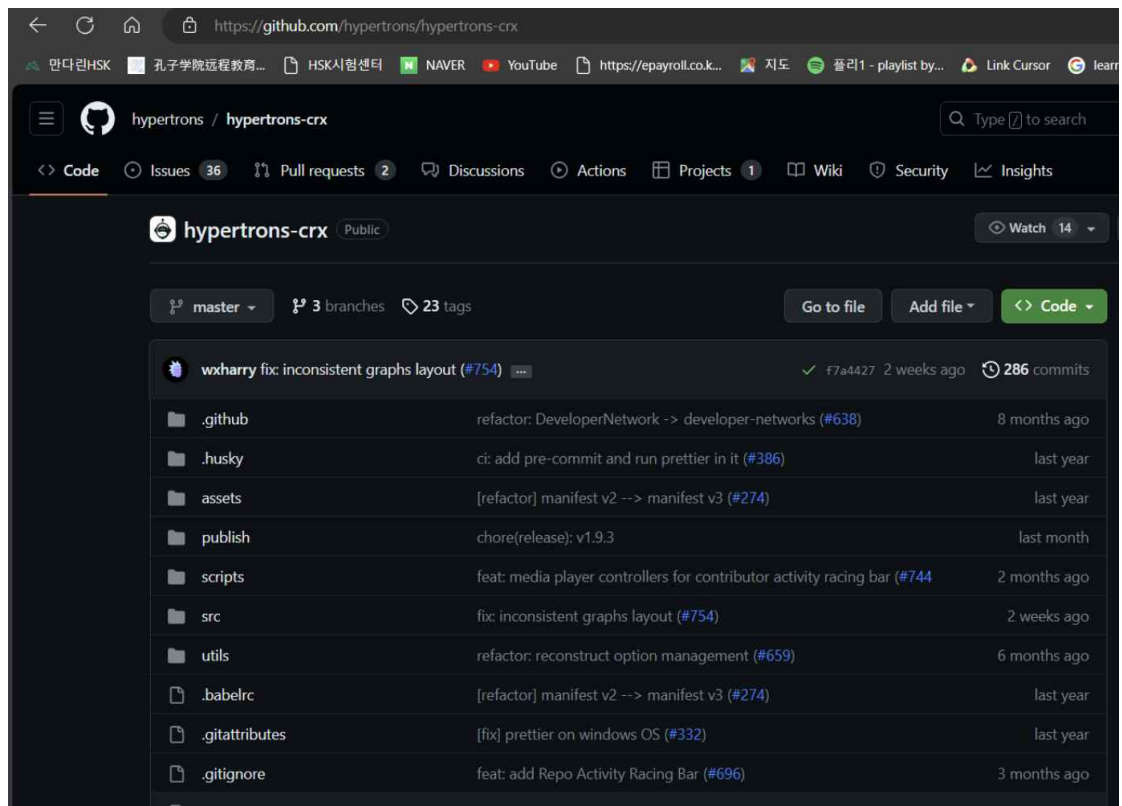 https://github.com/hypertrons/hypertrons-crx
만다린HSK 孔子学院远程教育... HSK시험센터 NAVER YouTube https://epayroll.co.k... 지도 플리1 - playlist by... Link Cursor lear
hypertrons / hypertrons-crx Type / to search
Code Issues 36 Pull requests 2 Discussions Actions Projects 1 Wiki Security Insights
hypertrons-crx Public Watch 14
master 3 branches 23 tags Go to file Add file Code
wxharry fix: inconsistent graphs layout (#754) ... f7a4427 2 weeks ago 286 commits
.github refactor: DeveloperNetwork -> developer-networks (#638) 8 months ago
.husky ci: add pre-commit and run prettier in it (#386) last year
assets [refactor] manifest v2 --> manifest v3 (#274) last year
publish chore(release): v1.9.3 last month
scripts feat: media player controllers for contributor activity racing bar (#744 2 months ago
src fix: inconsistent graphs layout (#754) 2 weeks ago
utils refactor: reconstruct option management (#659) 6 months ago
.babelrc [refactor] manifest v2 --> manifest v3 (#274) last year
.gitattributes [fix] prettier on windows OS (#332) last year
.gitignore feat: add Repo Activity Racing Bar (#696) 3 months ago